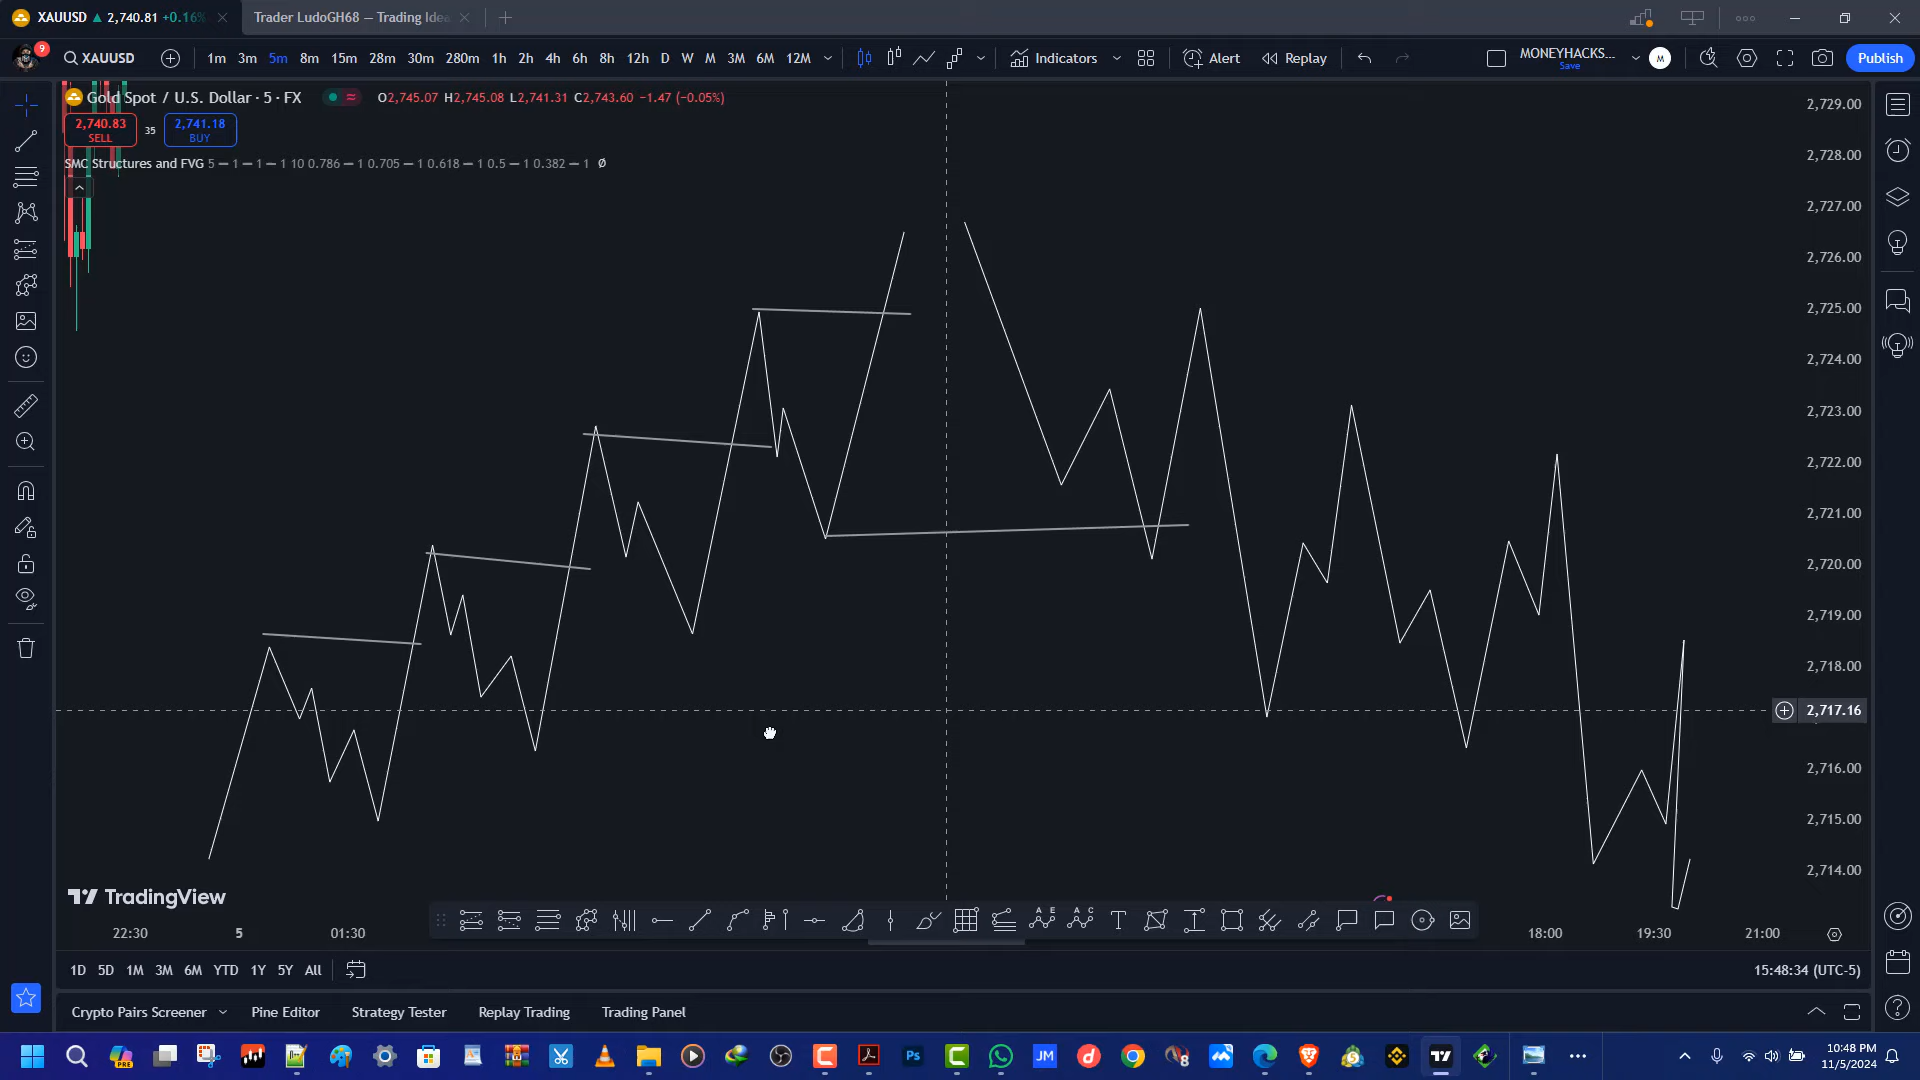 XAUUSD ▲ 2,740.81 +0.16%
Trader LudoGH68 — Trading Idea
9
XAUUSD
1m 3m 5m 8m 15m 28m 30m 280m 1h 2h 4h 6h 8h 12h D W M 3M 6M 12M
Indicators
Alert
Replay
MONEYHACKS...
Save
M
Publish
Gold Spot / U.S. Dollar · 5 · FX
O2,745.07 H2,745.08 L2,741.31 C2,743.60 −1.47 (−0.05%)
2,740.83
SELL
35
2,741.18
BUY
SMC Structures and FVG 5 — 1 — 1 — 1 10 0.786 — 1 0.705 — 1 0.618 — 1 0.5 — 1 0.382 — 1 Ø
2,729.00
2,728.00
2,727.00
2,726.00
2,725.00
2,724.00
2,723.00
2,722.00
2,721.00
2,720.00
2,719.00
2,718.00
2,717.16
2,716.00
2,715.00
2,714.00
TradingView
22:30
5
01:30
18:00
19:30
21:00
1D 5D 1M 3M 6M YTD 1Y 5Y All
15:48:34 (UTC-5)
Crypto Pairs Screener
Pine Editor
Strategy Tester
Replay Trading
Trading Panel
PRE
Ps
JM
10:48 PM
11/5/2024